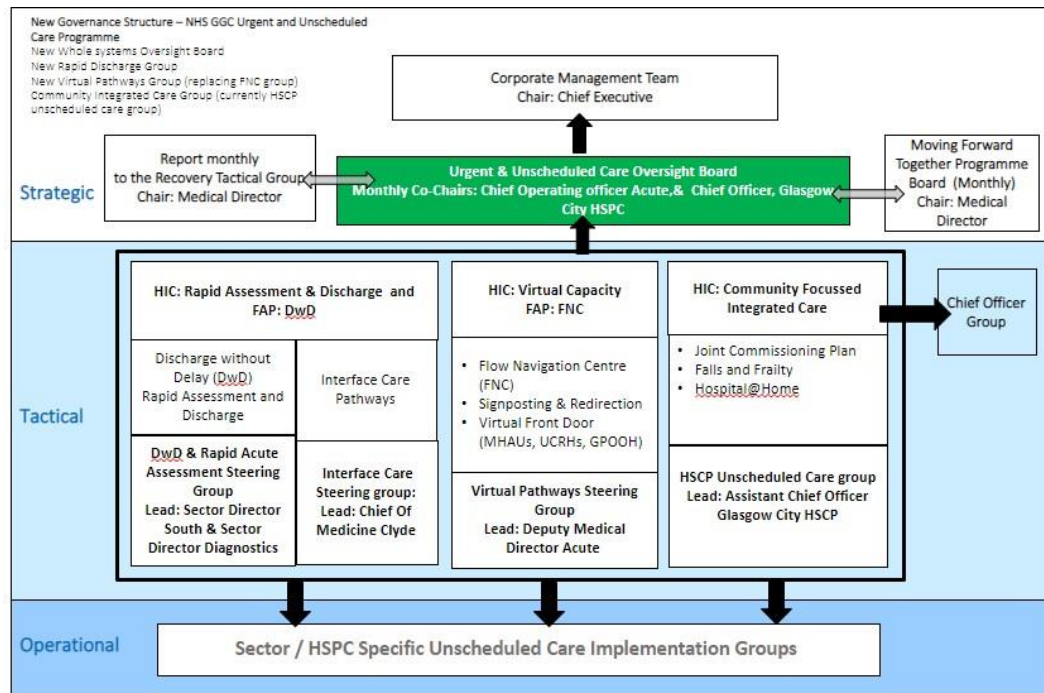 New Governance Structure – NHS GGC Urgent and Unscheduled
Care Programme
New Whole systems Oversight Board
New Rapid Discharge Group
New Virtual Pathways Group (replacing FNC group)
Community Integrated Care Group (currently HSCP
unscheduled care group)
Corporate Management Team
Chair: Chief Executive
Strategic
Report monthly
to the Recovery Tactical Group
Chair: Medical Director
Urgent & Unscheduled Care Oversight Board
Monthly Co-Chairs: Chief Operating officer Acute,& Chief Officer, Glasgow
City HSPC
Moving Forward
Together Programme
Board (Monthly)
Chair: Medical
Director
Tactical
HIC: Rapid Assessment & Discharge and
FAP: DwD
Discharge without
Delay (DwD)
Rapid Assessment and
Discharge
Interface Care
Pathways
DwD & Rapid Acute
Assessment Steering
Group
Lead: Sector Director
South & Sector
Director Diagnostics
Interface Care
Steering group:
Lead: Chief Of
Medicine Clyde
HIC: Virtual Capacity
FAP: FNC
• Flow Navigation Centre
(FNC)
• Signposting & Redirection
• Virtual Front Door
(MHAUs, UCRHs, GPOOH)
Virtual Pathways Steering
Group
Lead: Deputy Medical
Director Acute
HIC: Community Focussed
Integrated Care
• Joint Commissioning Plan
• Falls and Frailty
• Hospital@Home
HSCP Unscheduled Care group
Lead: Assistant Chief Officer
Glasgow City HSCP
Chief Officer
Group
Operational
Sector / HSPC Specific Unscheduled Care Implementation Groups